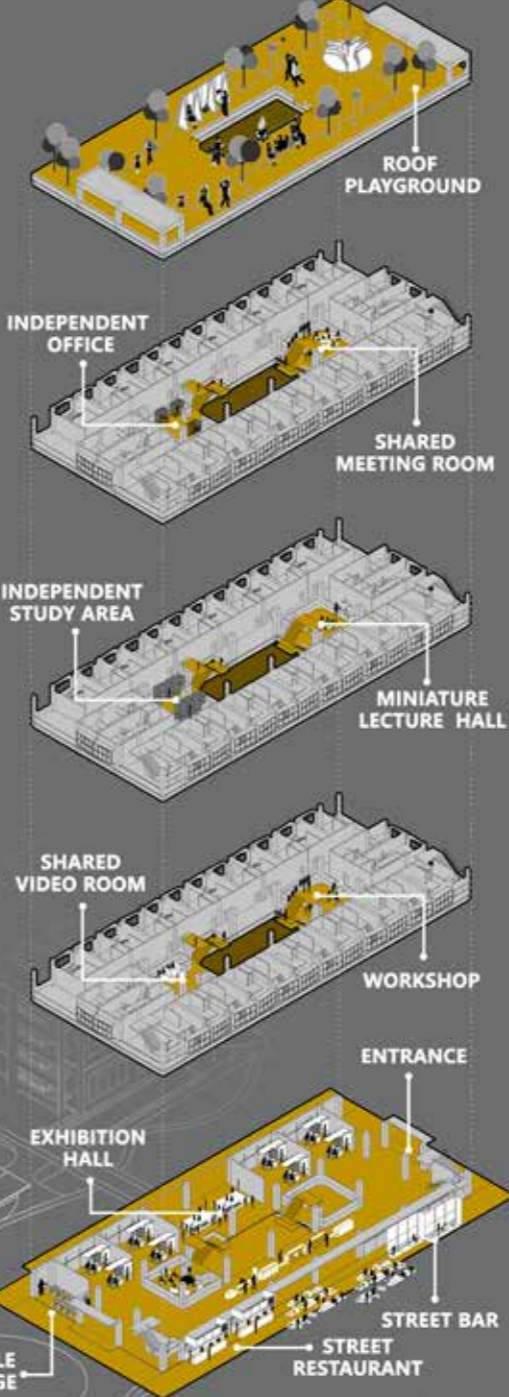 ROOF
PLAYGROUND
INDEPENDENT
OFFICE
SHARED
MEETING ROOM
INDEPENDENT
STUDY AREA
MINIATURE
LECTURE HALL
SHARED
VIDEO ROOM
WORKSHOP
ENTRANCE
EXHIBITION
HALL
STREET BAR
STREET
RESTAURANT